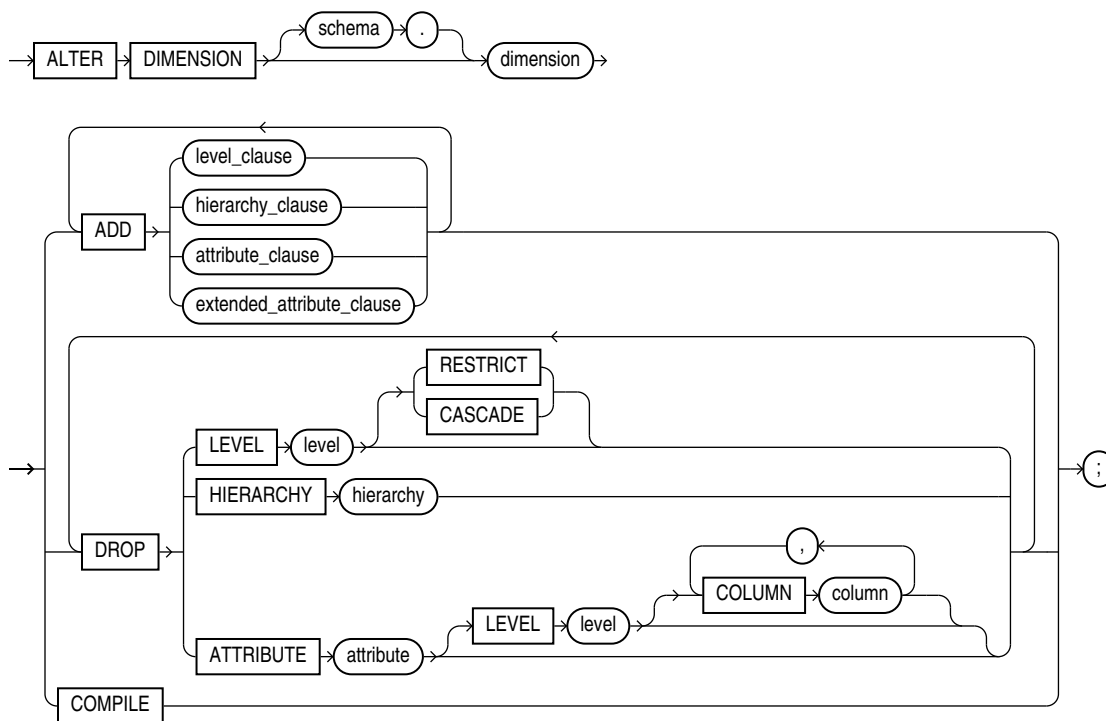 schema .
ALTER DIMENSION dimension
level_clause
hierarchy_clause
ADD
attribute_clause
extended_attribute_clause
RESTRICT
CASCADE
LEVEL level
HIERARCHY hierarchy
;
,
DROP
COLUMN column
LEVEL level
ATTRIBUTE attribute
COMPILE